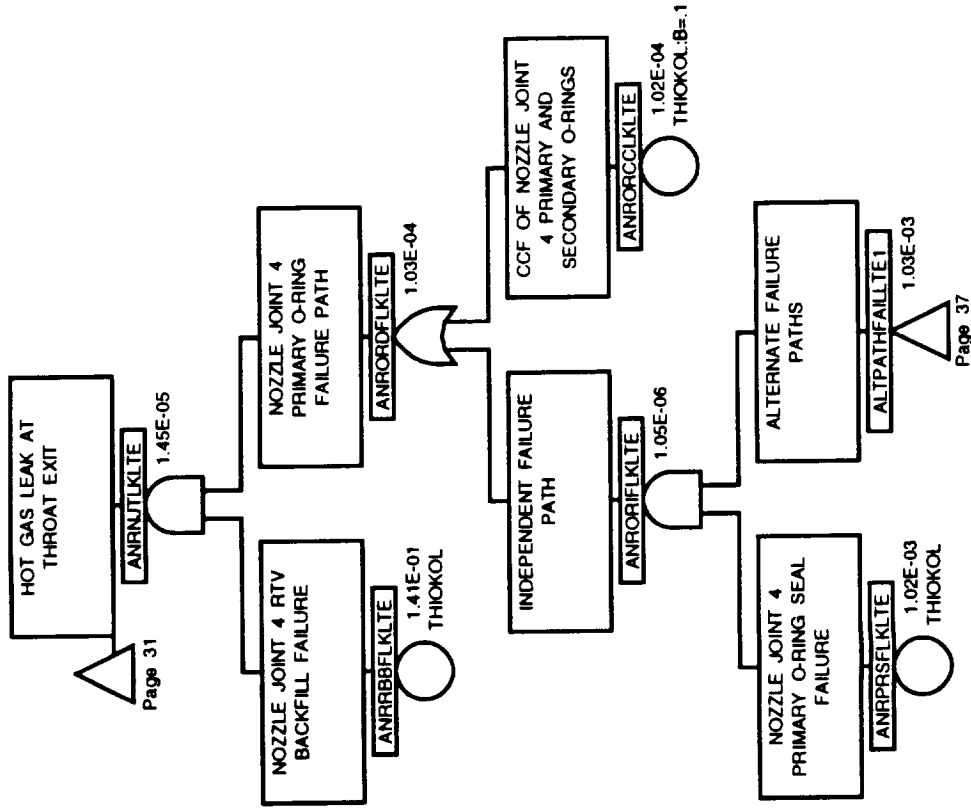 HOT GAS LEAK AT
THROAT EXIT
ANRNJTLKLTE
1.45E-05
Page 31
NOZZLE JOINT 4 RTV
BACKFILL FAILURE
ANRRBBFLKLTE
1.41E-01
THIOKOL
NOZZLE JOINT 4
PRIMARY O-RING
FAILURE PATH
ANRORDFLKLTE
1.03E-04
INDEPENDENT FAILURE
PATH
ANRORIFLKLTE
1.05E-06
CCF OF NOZZLE JOINT
4 PRIMARY AND
SECONDARY O-RINGS
ANRORCCLKLTE
1.02E-04
THIOKOL:B=.1
NOZZLE JOINT 4
PRIMARY O-RING SEAL
FAILURE
ANRPRSFLKLTE
1.02E-03
THIOKOL
ALTERNATE FAILURE
PATHS
ALTPATHFAILLTE1
1.03E-03
Page 37